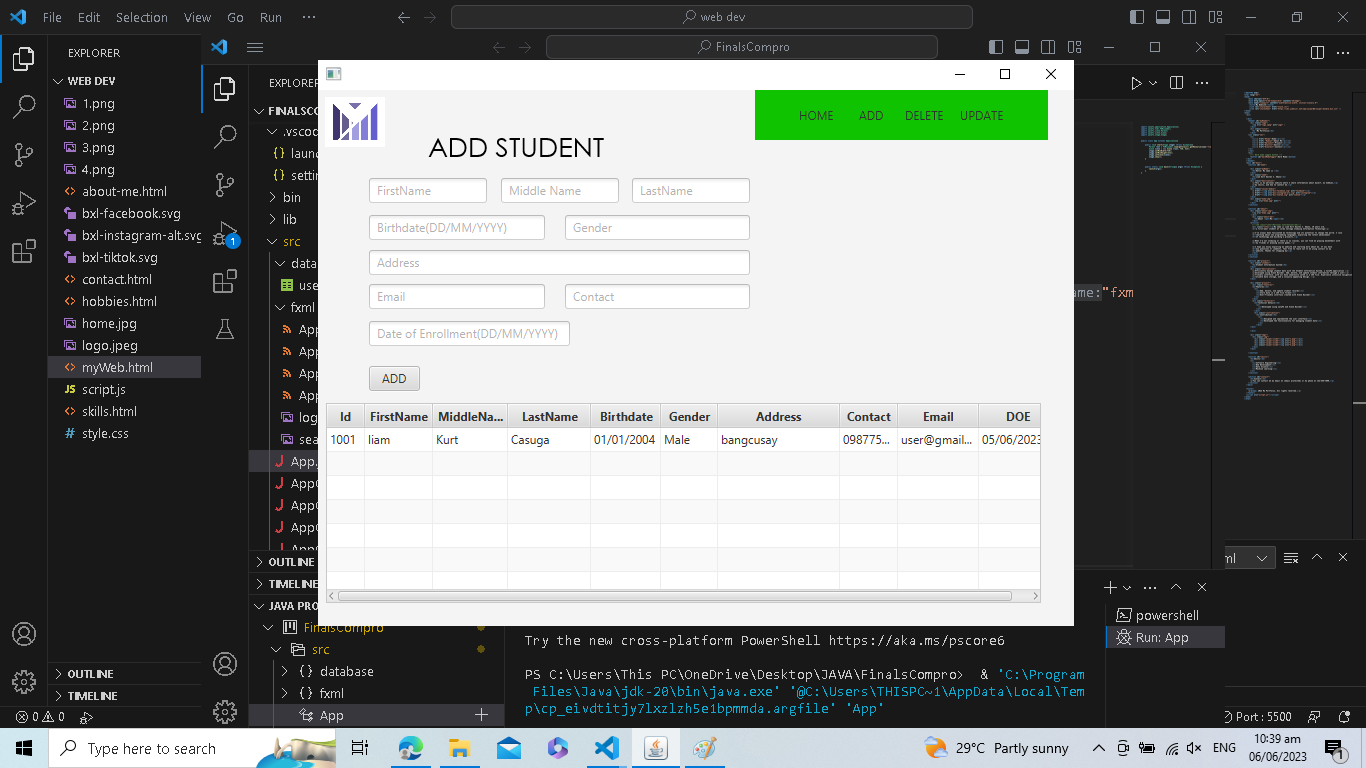 File Edit Selection View Go Run ··· web dev
EXPLORER
WEB DEV
1.png
2.png
3.png
4.png
about-me.html
bxl-facebook.svg
bxl-instagram-alt.svg
bxl-tiktok.svg
contact.html
hobbies.html
home.jpg
logo.jpeg
myWeb.html
script.js
skills.html
style.css
OUTLINE
TIMELINE
0 0
FinalsCompro
EXPLORER
FINALSC
.vscode
laun
settin
bin
lib
src
data
use
fxml
App
App
App
App
log
sea
App.
App
App
App
1
OUTLINE
TIMELINE
JAVA PRO
FinalsCompro
src
database
fxml
App
HOME ADD DELETE UPDATE
ADD STUDENT
FirstName Middle Name LastName
Birthdate(DD/MM/YYYY) Gender
Address
Email Contact
Date of Enrollment(DD/MM/YYYY)
ADD
Id FirstName MiddleNa... LastName Birthdate Gender Address Contact Email DOE
1001 liam Kurt Casuga 01/01/2004 Male bangcusay 098775... user@gmail... 05/06/2023
ame:"fxm
ml
powershell
Run: App
Try the new cross-platform PowerShell https://aka.ms/pscore6
PS C:\Users\This PC\OneDrive\Desktop\JAVA\FinalsCompro> & 'C:\Program
Files\Java\jdk-20\bin\java.exe' '@C:\Users\THISPC~1\AppData\Local\Tem
p\cp_eivdtitjy7lxzlzh5e1bpmmda.argfile' 'App'
Port : 5500
Type here to search
29°C Partly sunny
ENG
10:39 am
06/06/2023
1